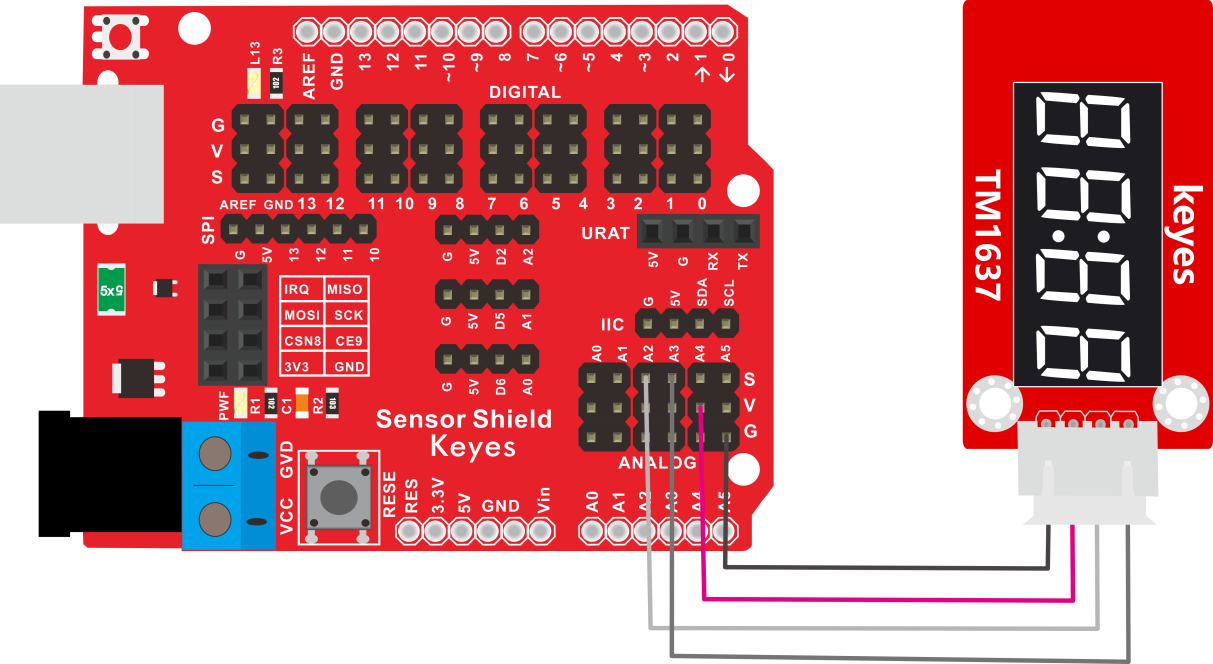 L13
R3
AREF
GND
13
12
11
~10
~9
8
7
~6
~5
4
~3
2
→1
←0
DIGITAL
G
V
S
AREF GND 13 12 11 10 9 8 7 6 5 4 3 2 1 0
SPI
G
5V
13
12
11
10
G
5V
D2
A2
URAT
5V
G
RX
TX
5x5
IRQ MISO
MOSI SCK
CSN8 CE9
3V3 GND
G
5V
D5
A1
G
5V
SDA
SCL
IIC
A0
A1
A2
A3
A4
A5
G
5V
D6
A0
S
V
G
PWF
R1
102
C1
R2
103
102
Sensor Shield
Keyes
ANALOG
GVD
VCC
RESE
RES
3.3V
5V
GND
Vin
A0
A1
A2
A3
A4
A5
TM1637
keyes